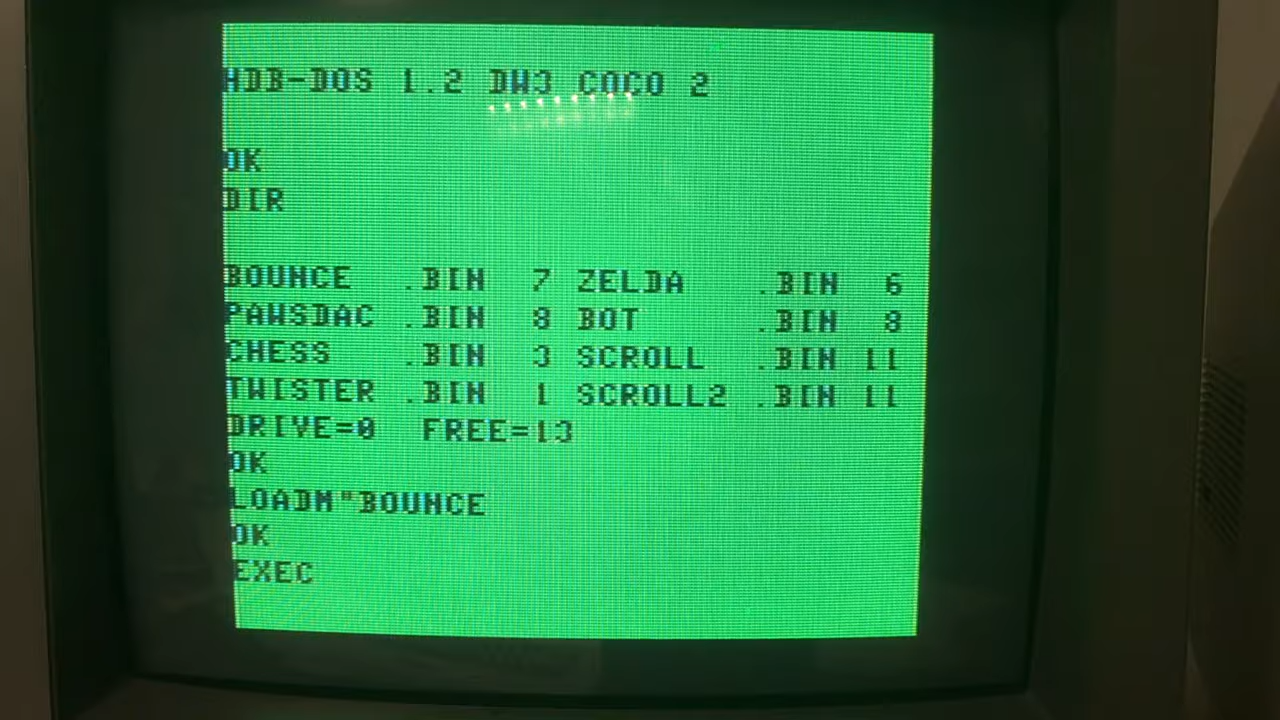 HDB-DOS 1.2 DW3 COCO 2
OK
DIR
BOUNCE .BIN 7 ZELDA .BIN 6
PAWSDAC .BIN 8 BOT .BIN 8
CHESS .BIN 3 SCROLL .BIN 11
TWISTER .BIN 1 SCROLL2 .BIN 11
DRIVE=0 FREE=13
OK
LOADM"BOUNCE
OK
EXEC